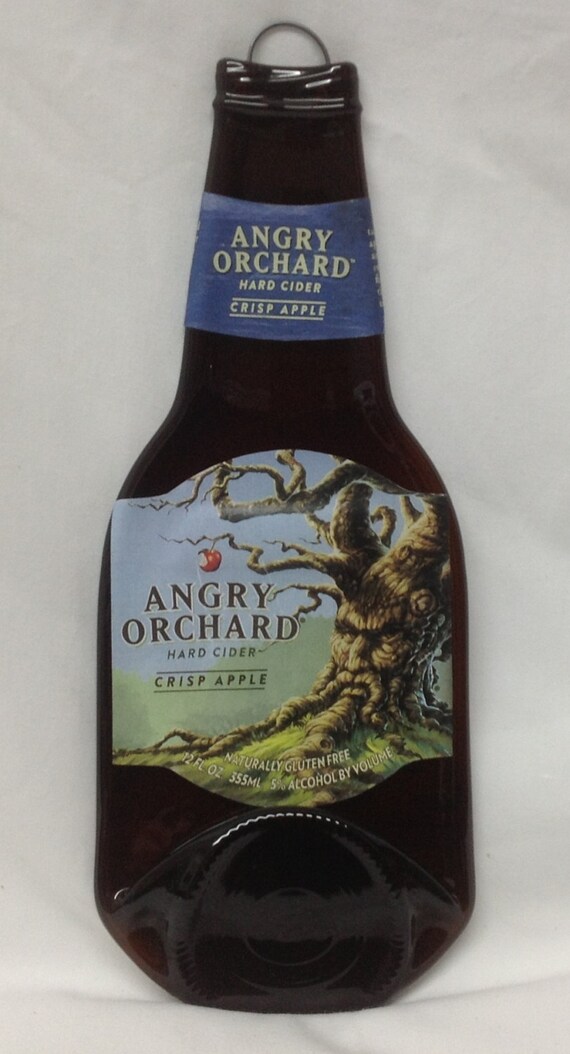 ANGRY
ORCHARD™
HARD CIDER
CRISP APPLE
ANGRY
ORCHARD®
HARD CIDER
CRISP APPLE
NATURALLY GLUTEN FREE
12 FL OZ 355ML 5% ALCOHOL BY VOLUME